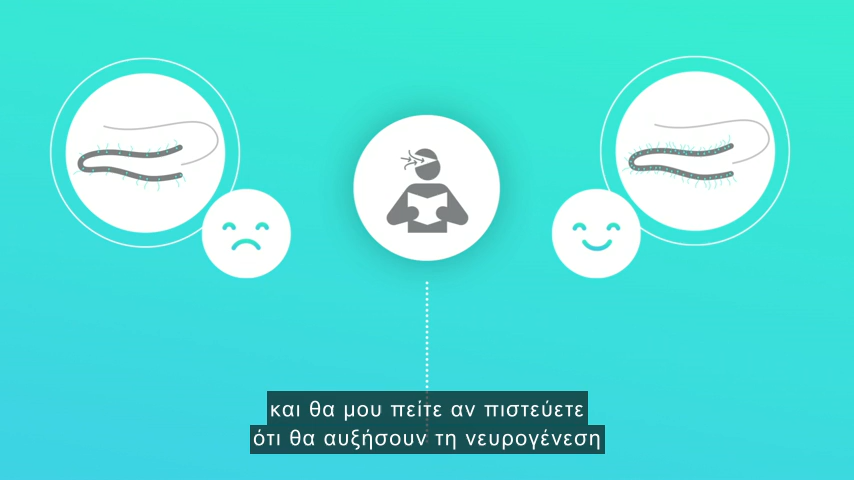 και θα μου πείτε αν πιστεύετε
ότι θα αυξήσουν τη νευρογένεση